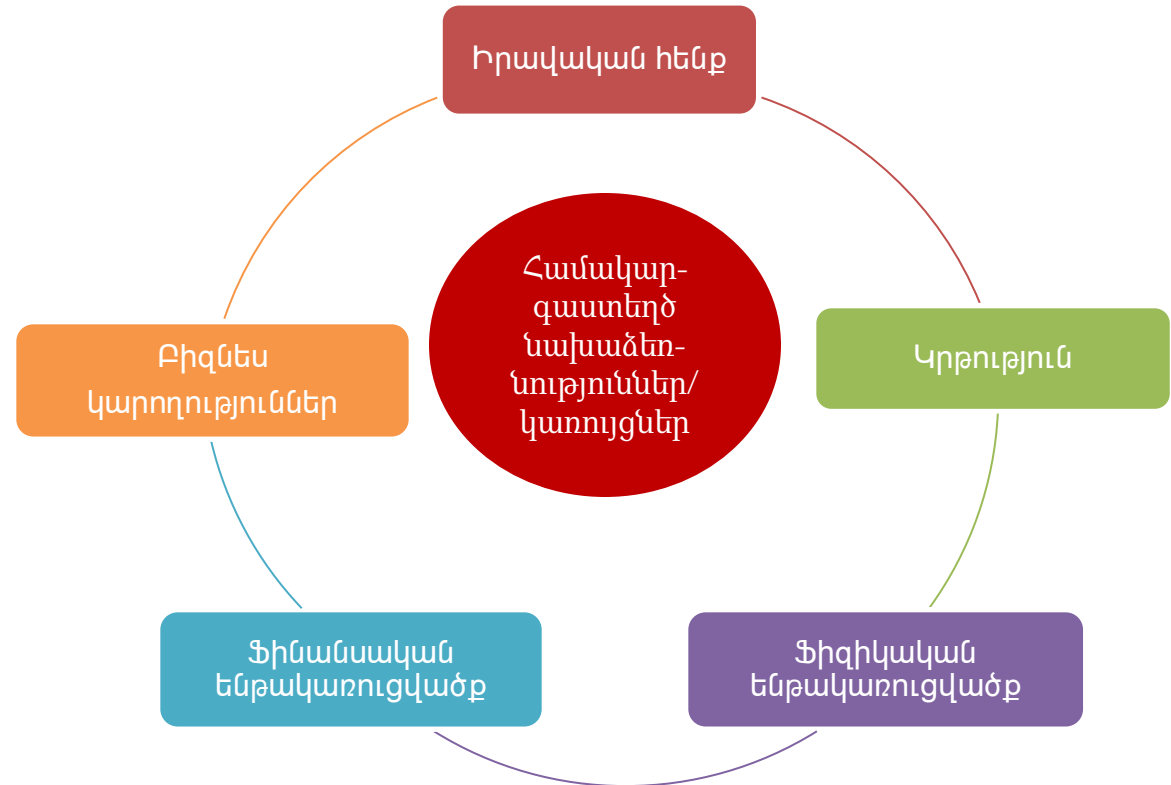 Իրավական հենք
Համակար-
գաստեղծ
նախաձեռ-
նություններ/
կառույցներ
Բիզնես
կարողություններ
Կրթություն
Ֆինանսական
ենթակառուցվածք
Ֆիզիկական
ենթակառուցվածք